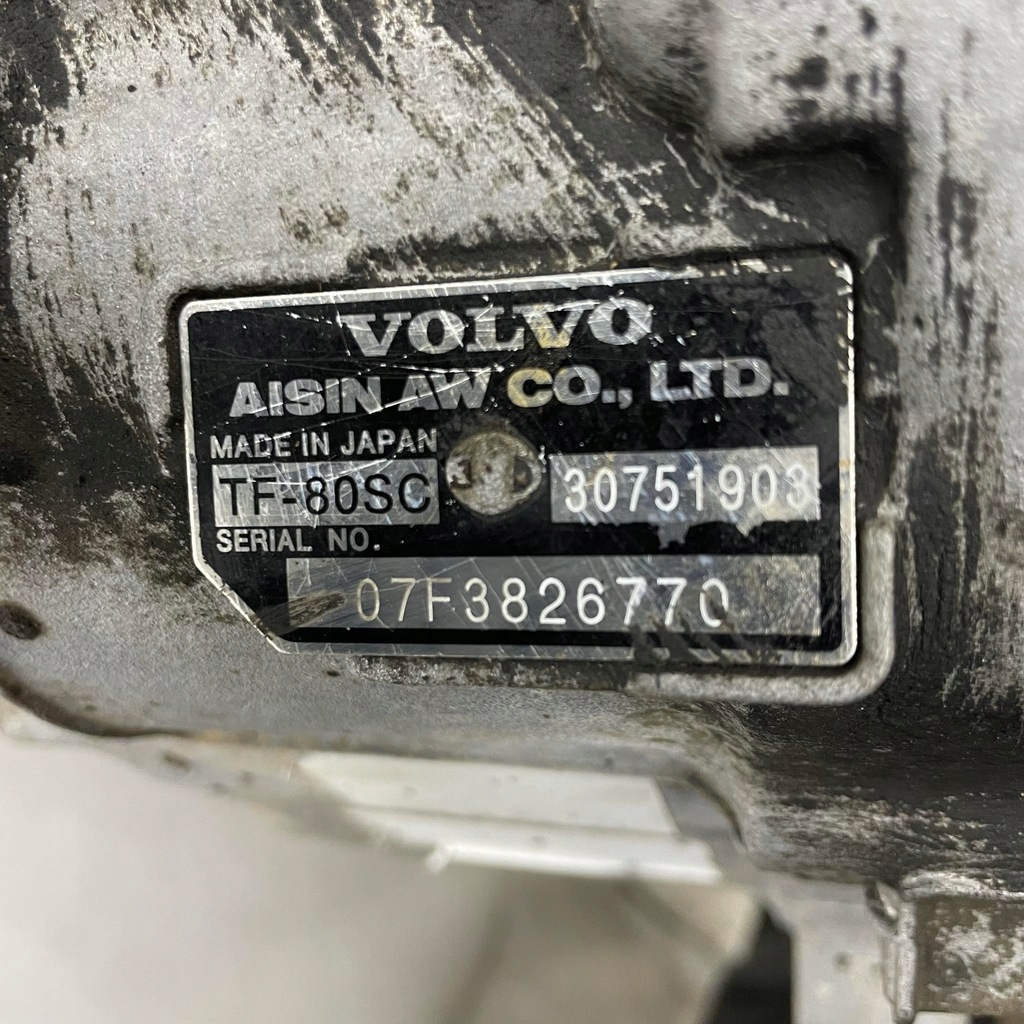 VOLVO
AISIN AW CO., LTD.
MADE IN JAPAN
TF-80SC 30751903
SERIAL NO.
07F3826770